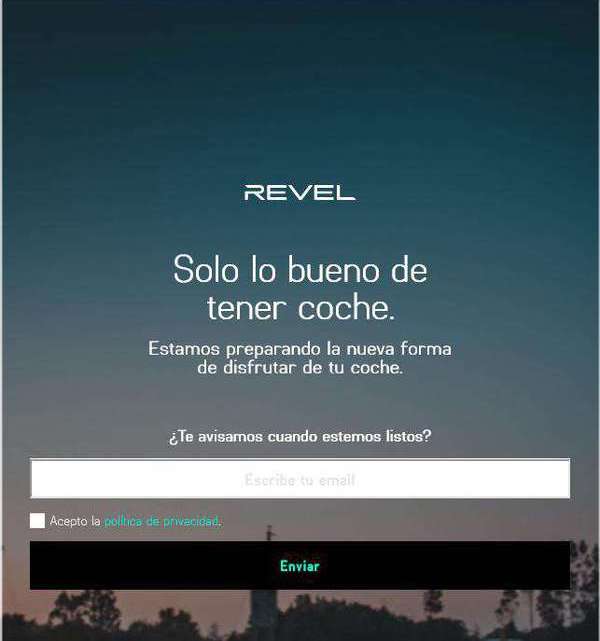 REVEL
Solo lo bueno de
tener coche.
Estamos preparando la nueva forma
de disfrutar de tu coche.
¿Te avisamos cuando estemos listos?
Escribe tu email
Acepto la política de privacidad.
Enviar